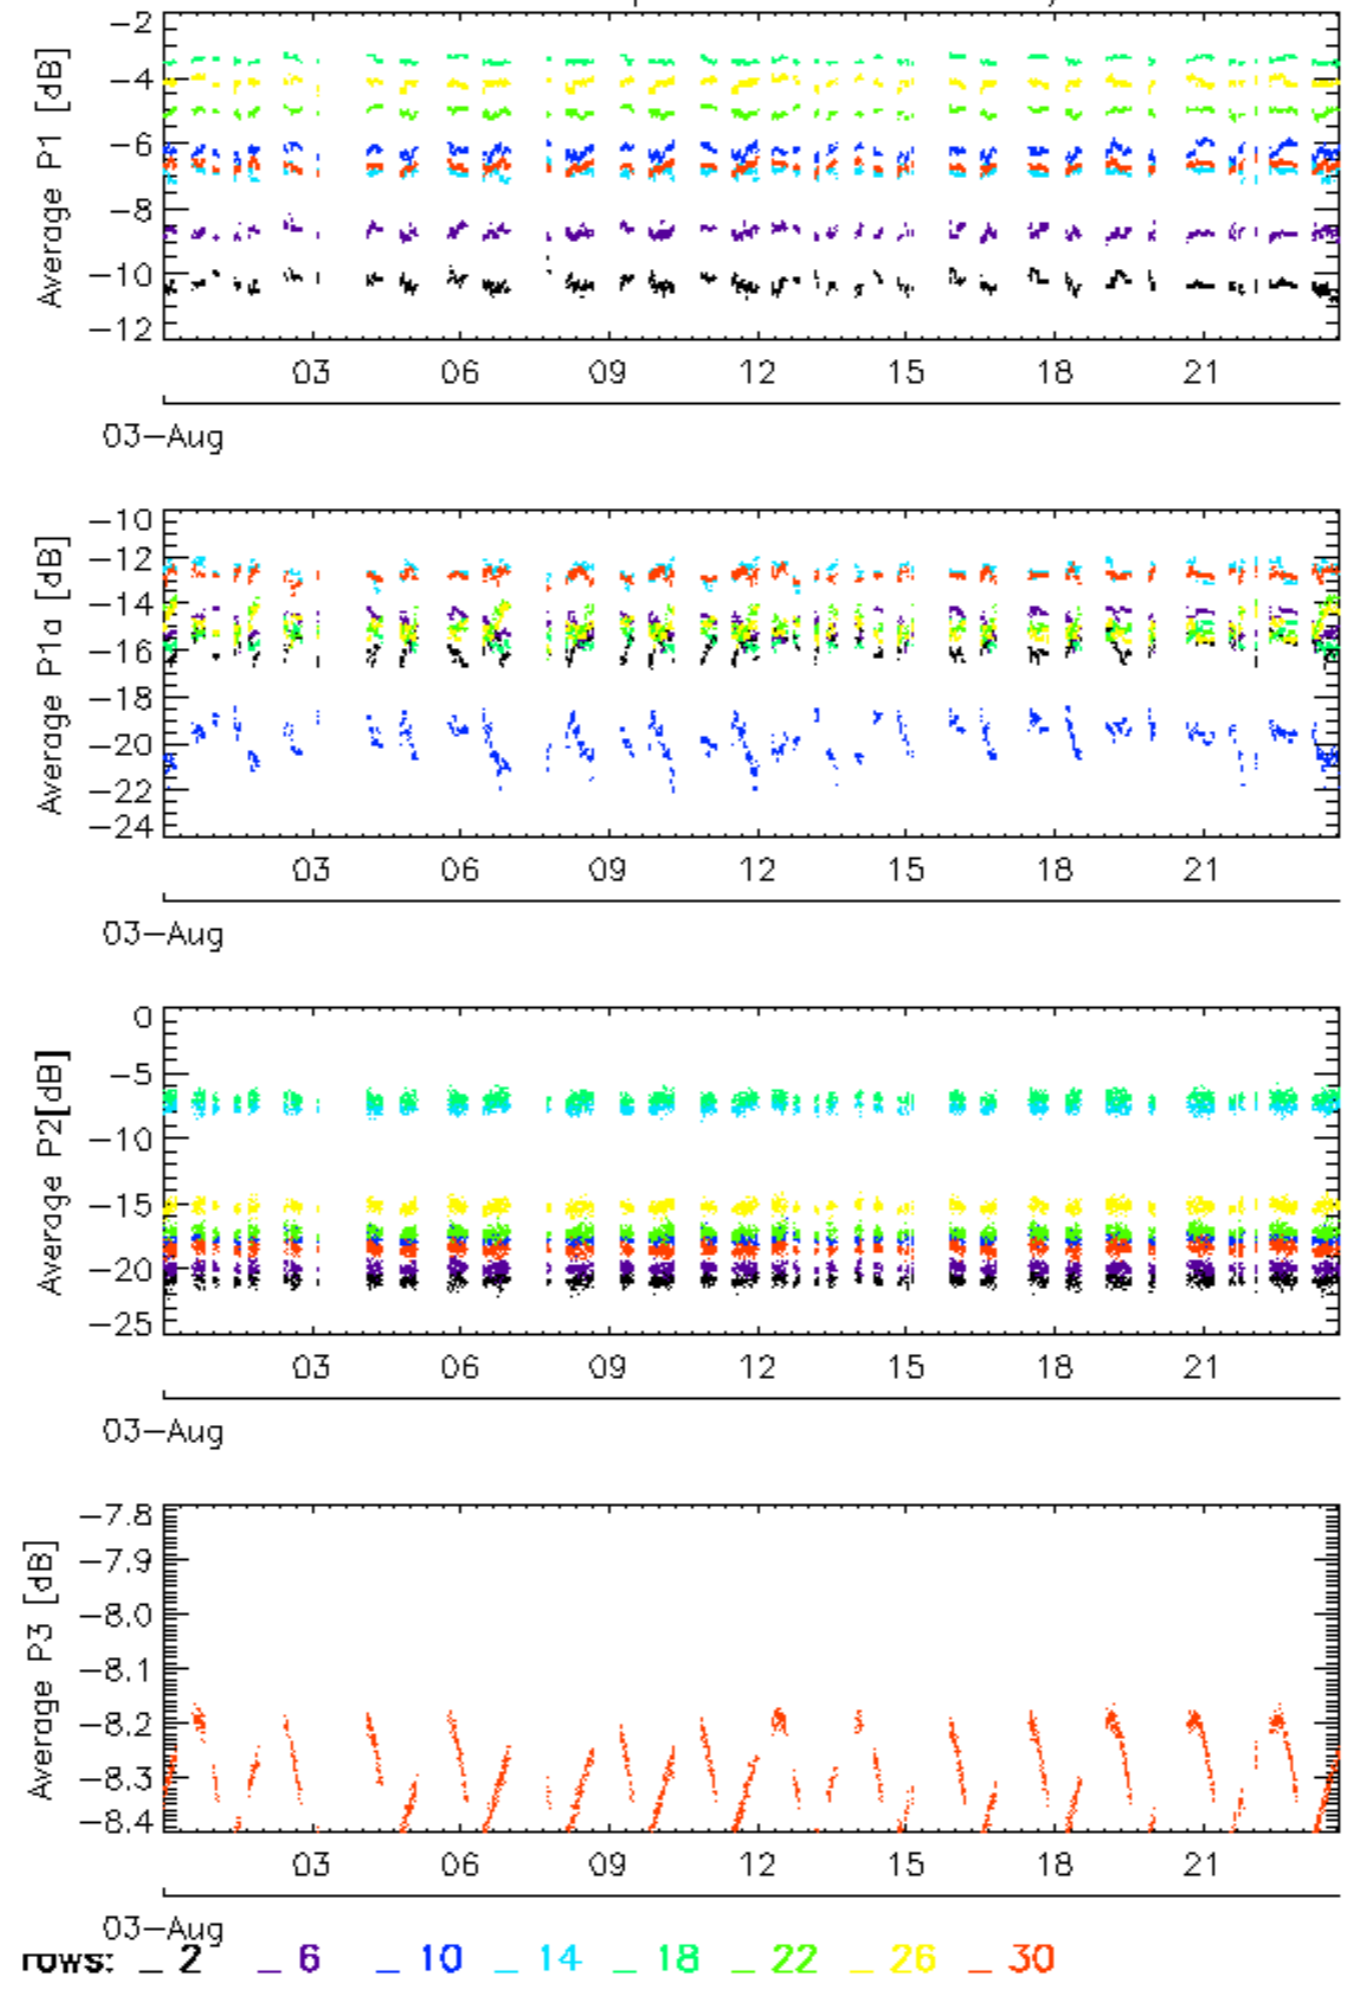 -2
-4
-6
-8
-10
-12
Average P1 [dB]
03 06 09 12 15 18 21
03-Aug
-10
-12
-14
-16
-18
-20
-22
-24
Average P1a [dB]
03 06 09 12 15 18 21
03-Aug
0
-5
-10
-15
-20
-25
Average P2[dB]
03 06 09 12 15 18 21
03-Aug
-7.8
-7.9
-8.0
-8.1
-8.2
-8.3
-8.4
Average P3 [dB]
03 06 09 12 15 18 21
03-Aug
rows: _ 2 _ 6 _ 10 _ 14 _ 18 _ 22 _ 26 _ 30